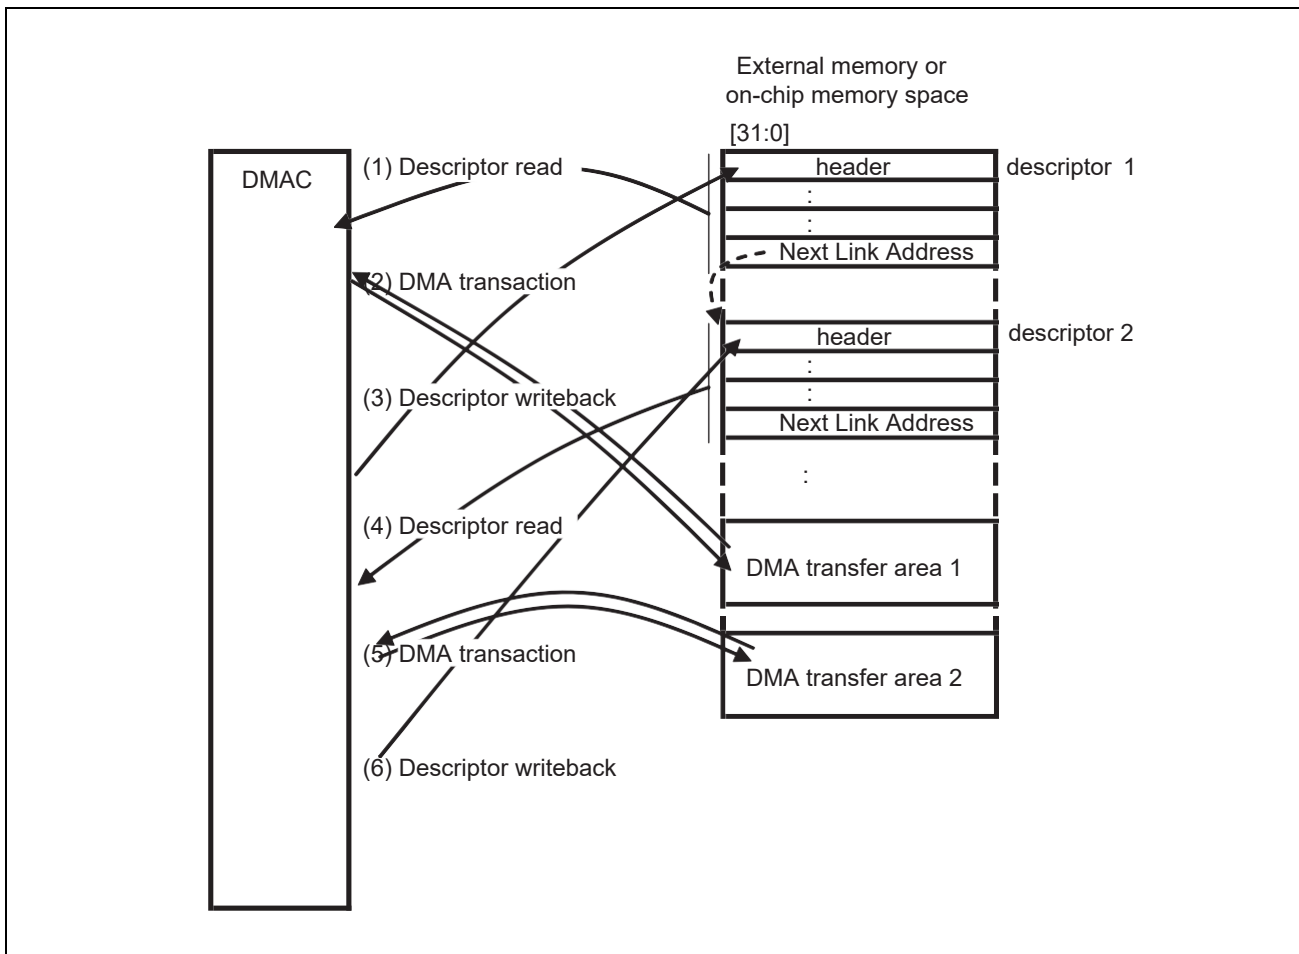 External memory or
on-chip memory space
[31:0]
DMAC
(1) Descriptor read
header
descriptor 1
:
:
Next Link Address
(2) DMA transaction
header
descriptor 2
:
:
(3) Descriptor writeback
Next Link Address
:
(4) Descriptor read
DMA transfer area 1
(5) DMA transaction
DMA transfer area 2
(6) Descriptor writeback